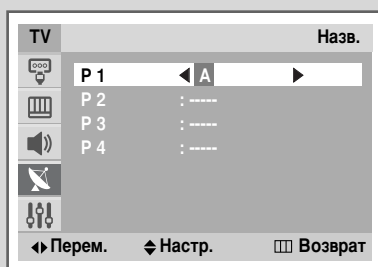 TV Назв.
P 1 ◀ A ▶
P 2 : -----
P 3 : -----
P 4 : -----
Перем. Настр. Возврат